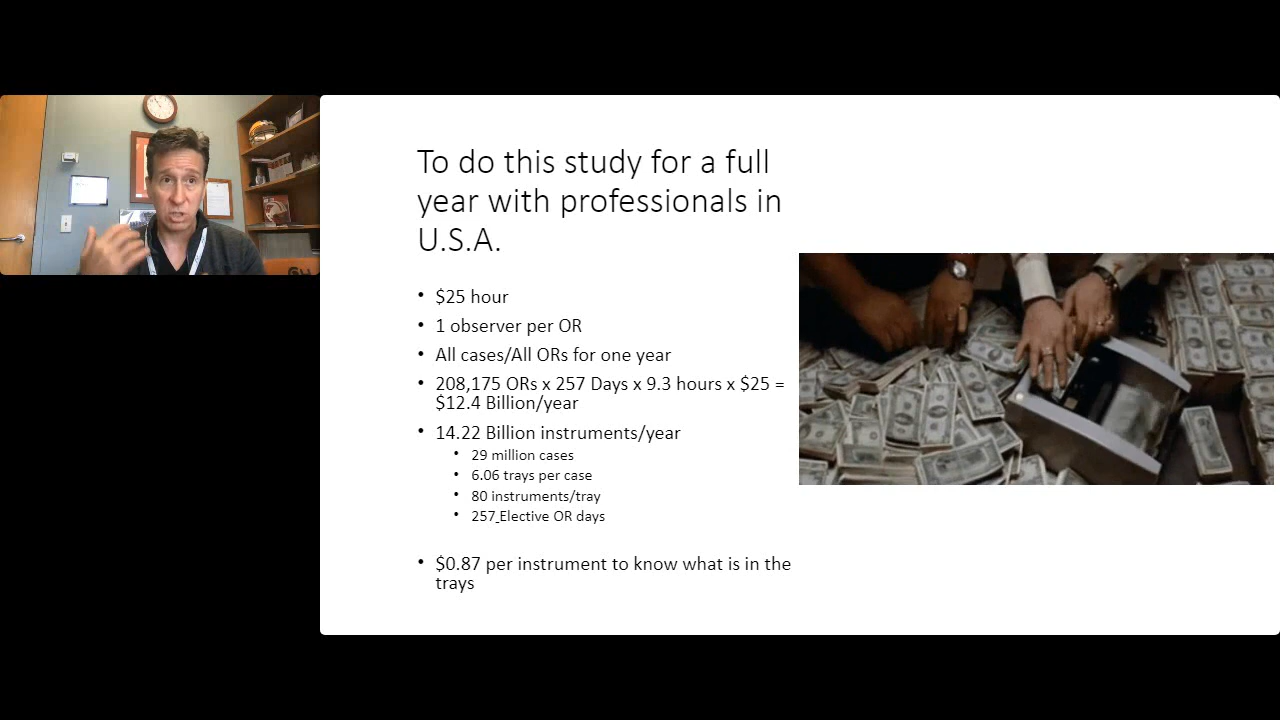 To do this study for a full
year with professionals in
U.S.A.
• $25 hour
• 1 observer per OR
• All cases/All ORs for one year
• 208,175 ORs x 257 Days x 9.3 hours x $25 =
$12.4 Billion/year
• 14.22 Billion instruments/year
• 29 million cases
• 6.06 trays per case
• 80 instruments/tray
• 257 Elective OR days
• $0.87 per instrument to know what is in the
trays